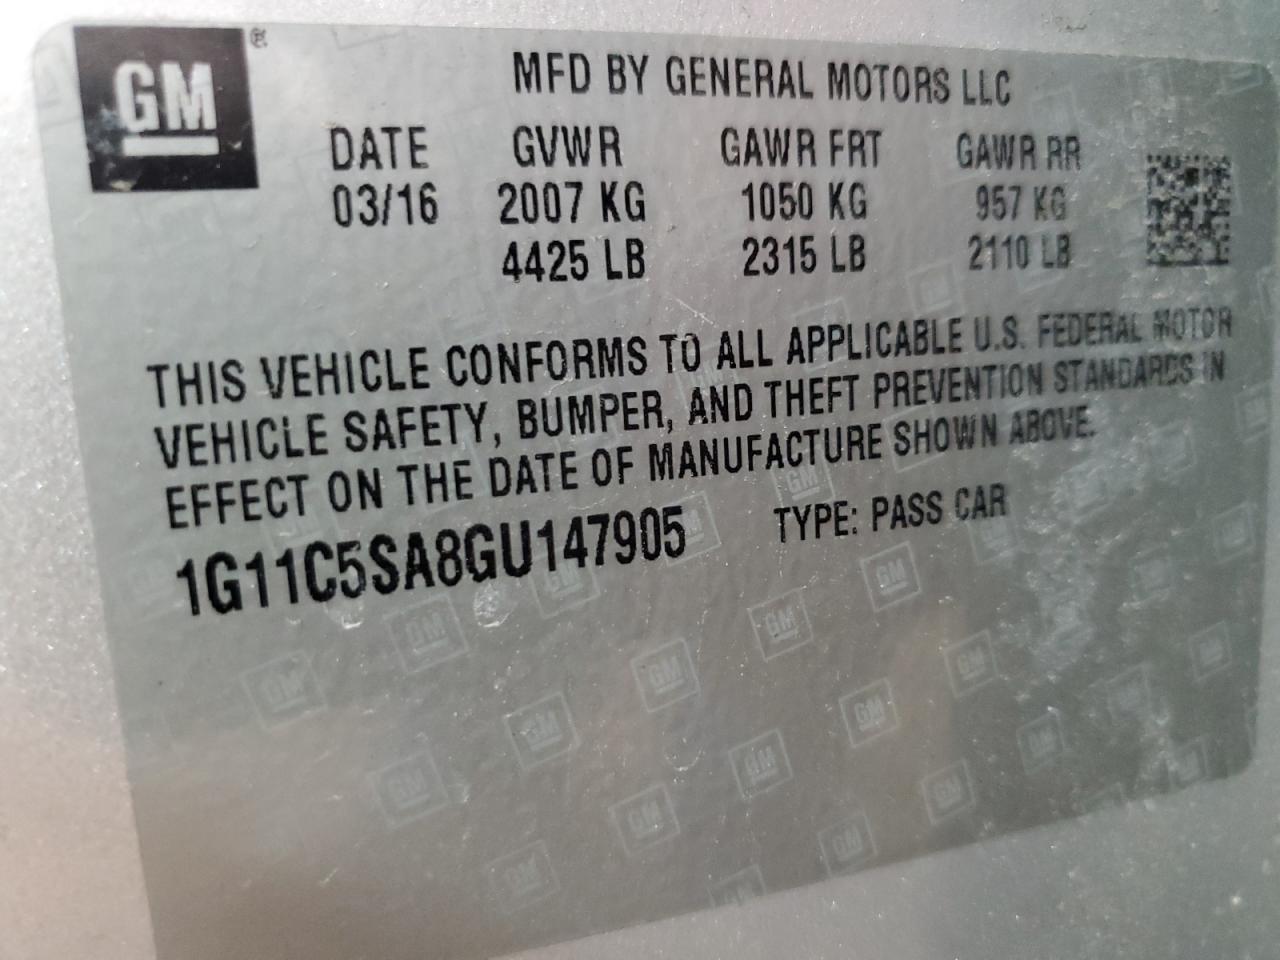 GM ®
MFD BY GENERAL MOTORS LLC
DATE GVWR GAWR FRT GAWR RR
03/16 2007 KG 1050 KG 957 KG
4425 LB 2315 LB 2110 LB
THIS VEHICLE CONFORMS TO ALL APPLICABLE U.S. FEDERAL MOTOR
VEHICLE SAFETY, BUMPER, AND THEFT PREVENTION STANDARDS IN
EFFECT ON THE DATE OF MANUFACTURE SHOWN ABOVE.
1G11C5SA8GU147905 TYPE: PASS CAR